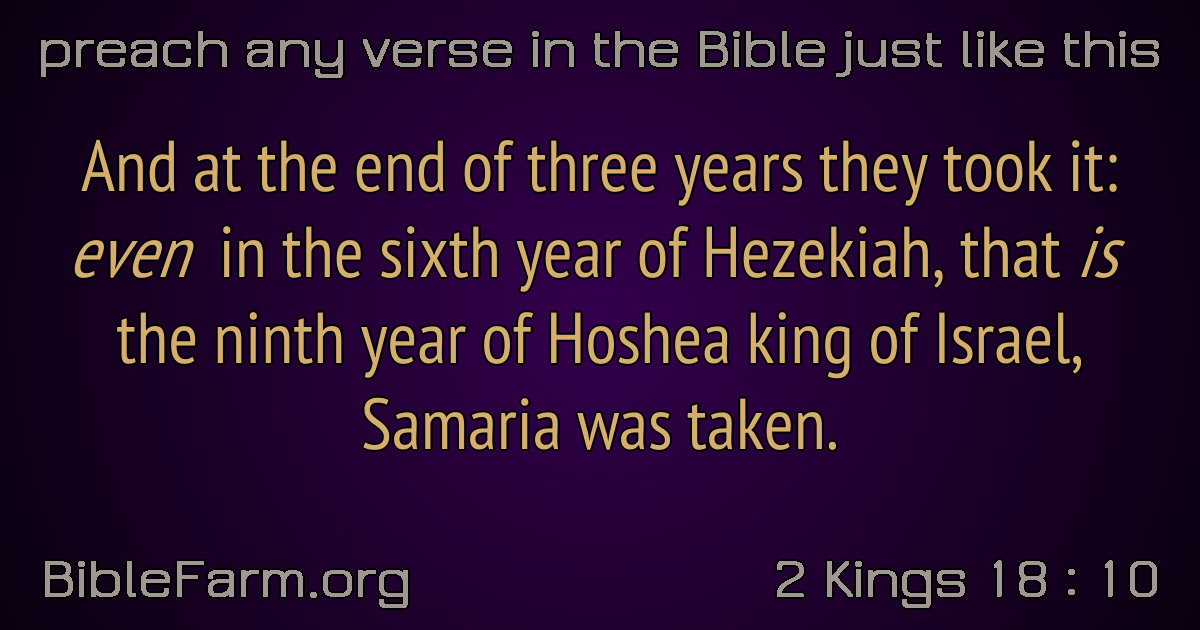 preach any verse in the Bible just like this
And at the end of three years they took it:
even in the sixth year of Hezekiah, that is
the ninth year of Hoshea king of Israel,
Samaria was taken.
BibleFarm.org
2 Kings 18 : 10